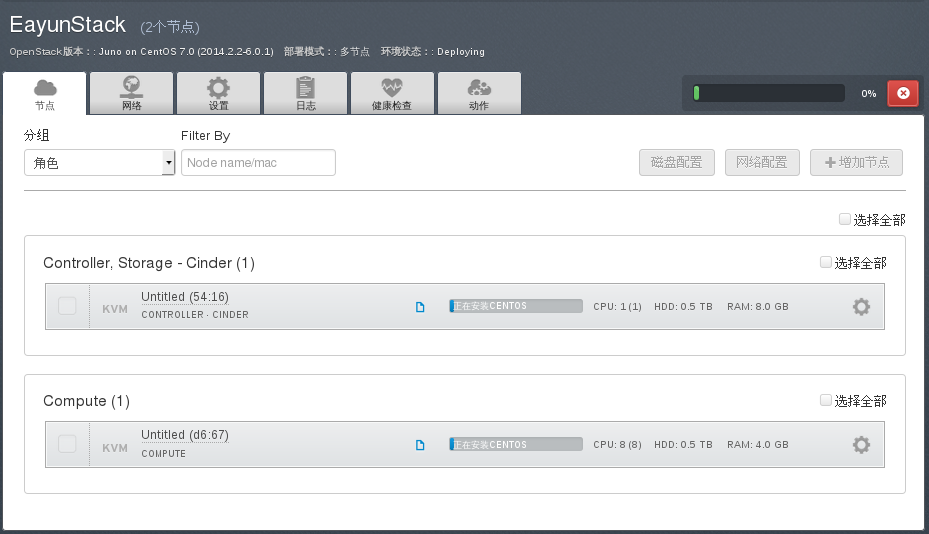 EayunStack (2个节点)
OpenStack版本：: Juno on CentOS 7.0 (2014.2.2-6.0.1) 部署模式：: 多节点 环境状态：: Deploying
节点 网络 设置 日志 健康检查 动作 0%
分组 Filter By
角色 Node name/mac 磁盘配置 网络配置 增加节点
选择全部
Controller, Storage - Cinder (1) 选择全部
KVM Untitled (54:16) 正在安装CENTOS CPU: 1 (1) HDD: 0.5 TB RAM: 8.0 GB
CONTROLLER · CINDER
Compute (1) 选择全部
KVM Untitled (d6:67) 正在安装CENTOS CPU: 8 (8) HDD: 0.5 TB RAM: 4.0 GB
COMPUTE